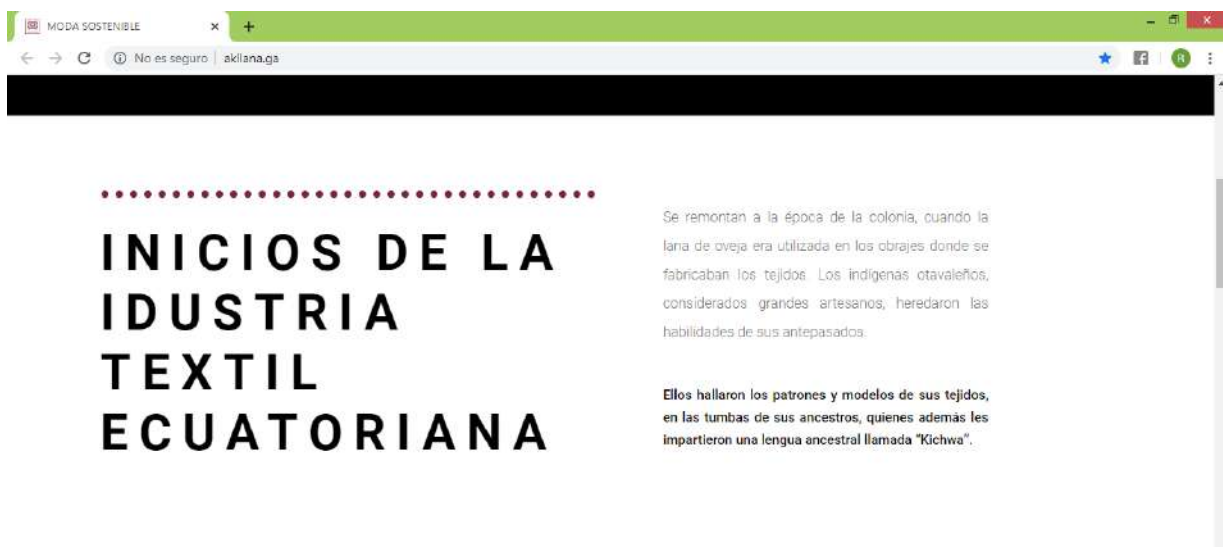 MODA SOSTENIBLE
No es seguro | akllana.ga
R
INICIOS DE LA
IDUSTRIA
TEXTIL
ECUATORIANA
Se remontan a la época de la colonia, cuando la
lana de oveja era utilizada en los obrajes donde se
fabricaban los tejidos. Los indígenas otavaleños,
considerados grandes artesanos, heredaron las
habilidades de sus antepasados.
Ellos hallaron los patrones y modelos de sus tejidos,
en las tumbas de sus ancestros, quienes además les
impartieron una lengua ancestral llamada “Kichwa”.